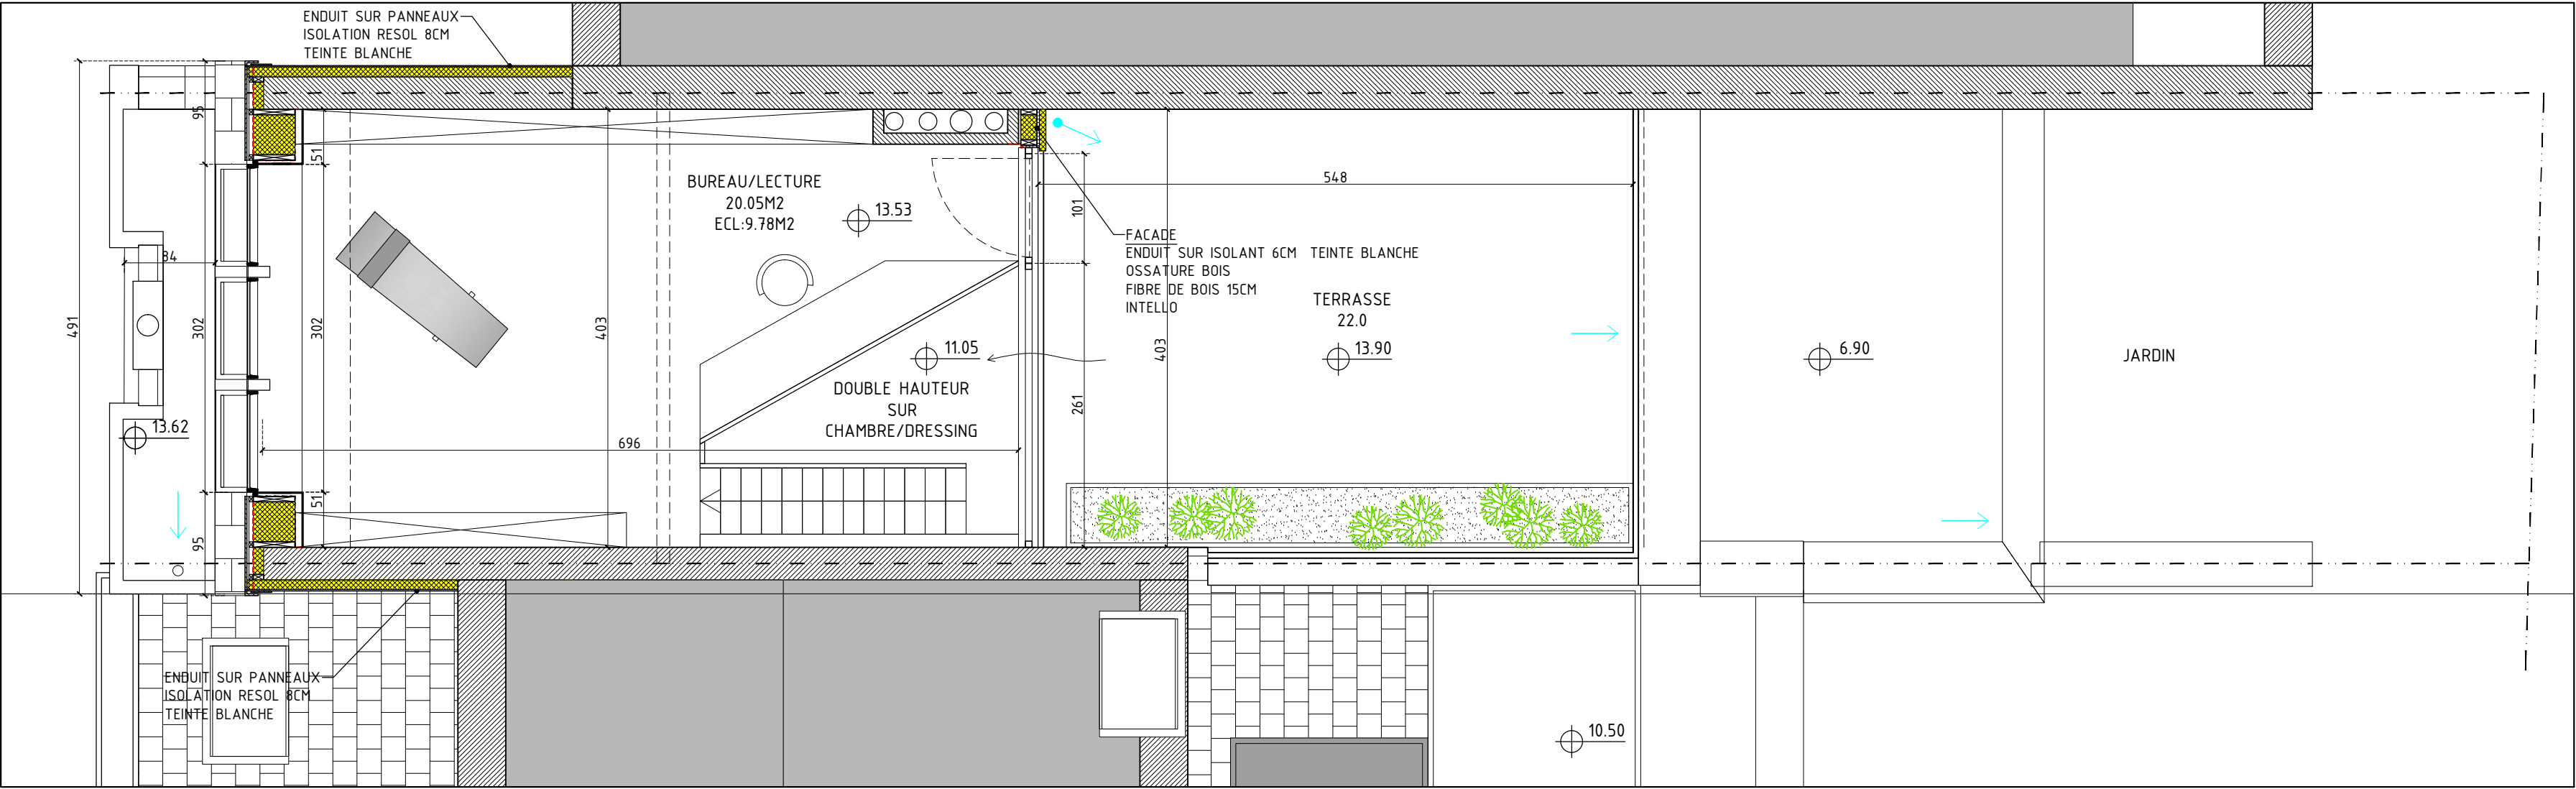 ENDUIT SUR PANNEAUX
ISOLATION RESOL 8CM
TEINTE BLANCHE
95
51
BUREAU/LECTURE
20.05M2
ECL:9.78M2
13.53
548
101
FACADE
ENDUIT SUR ISOLANT 6CM TEINTE BLANCHE
OSSATURE BOIS
FIBRE DE BOIS 15CM
INTELLO
84
TERRASSE
22.0
13.90
491
302
302
403
11.05
403
6.90
JARDIN
DOUBLE HAUTEUR
SUR
CHAMBRE/DRESSING
261
13.62
696
51
95
ENDUIT SUR PANNEAUX
ISOLATION RESOL 8CM
TEINTE BLANCHE
10.50